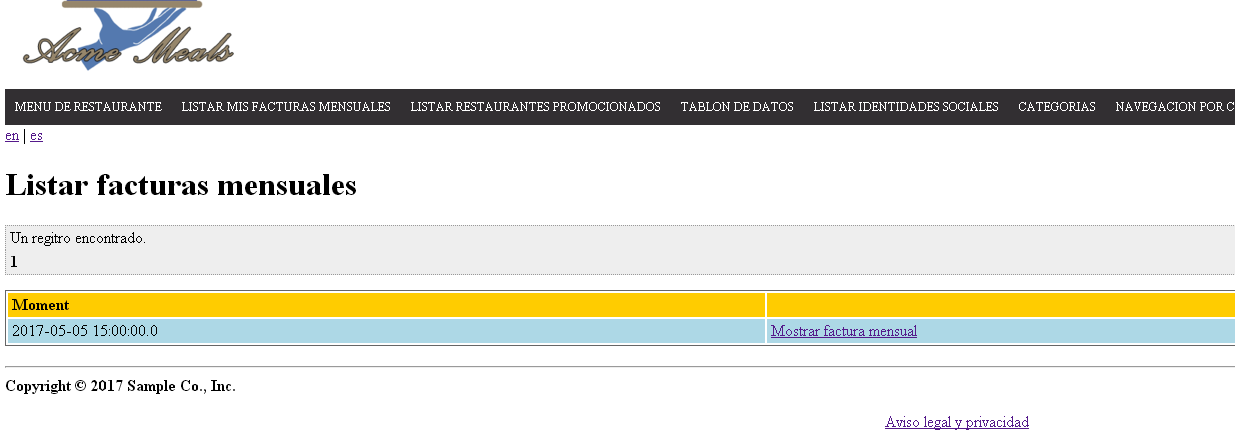 Acme Meals
MENU DE RESTAURANTE LISTAR MIS FACTURAS MENSUALES LISTAR RESTAURANTES PROMOCIONADOS TABLON DE DATOS LISTAR IDENTIDADES SOCIALES CATEGORIAS NAVEGACION POR C
en | es
Listar facturas mensuales
Un regitro encontrado.
1
Moment
2017-05-05 15:00:00.0 Mostrar factura mensual
Copyright © 2017 Sample Co., Inc.
Aviso legal y privacidad